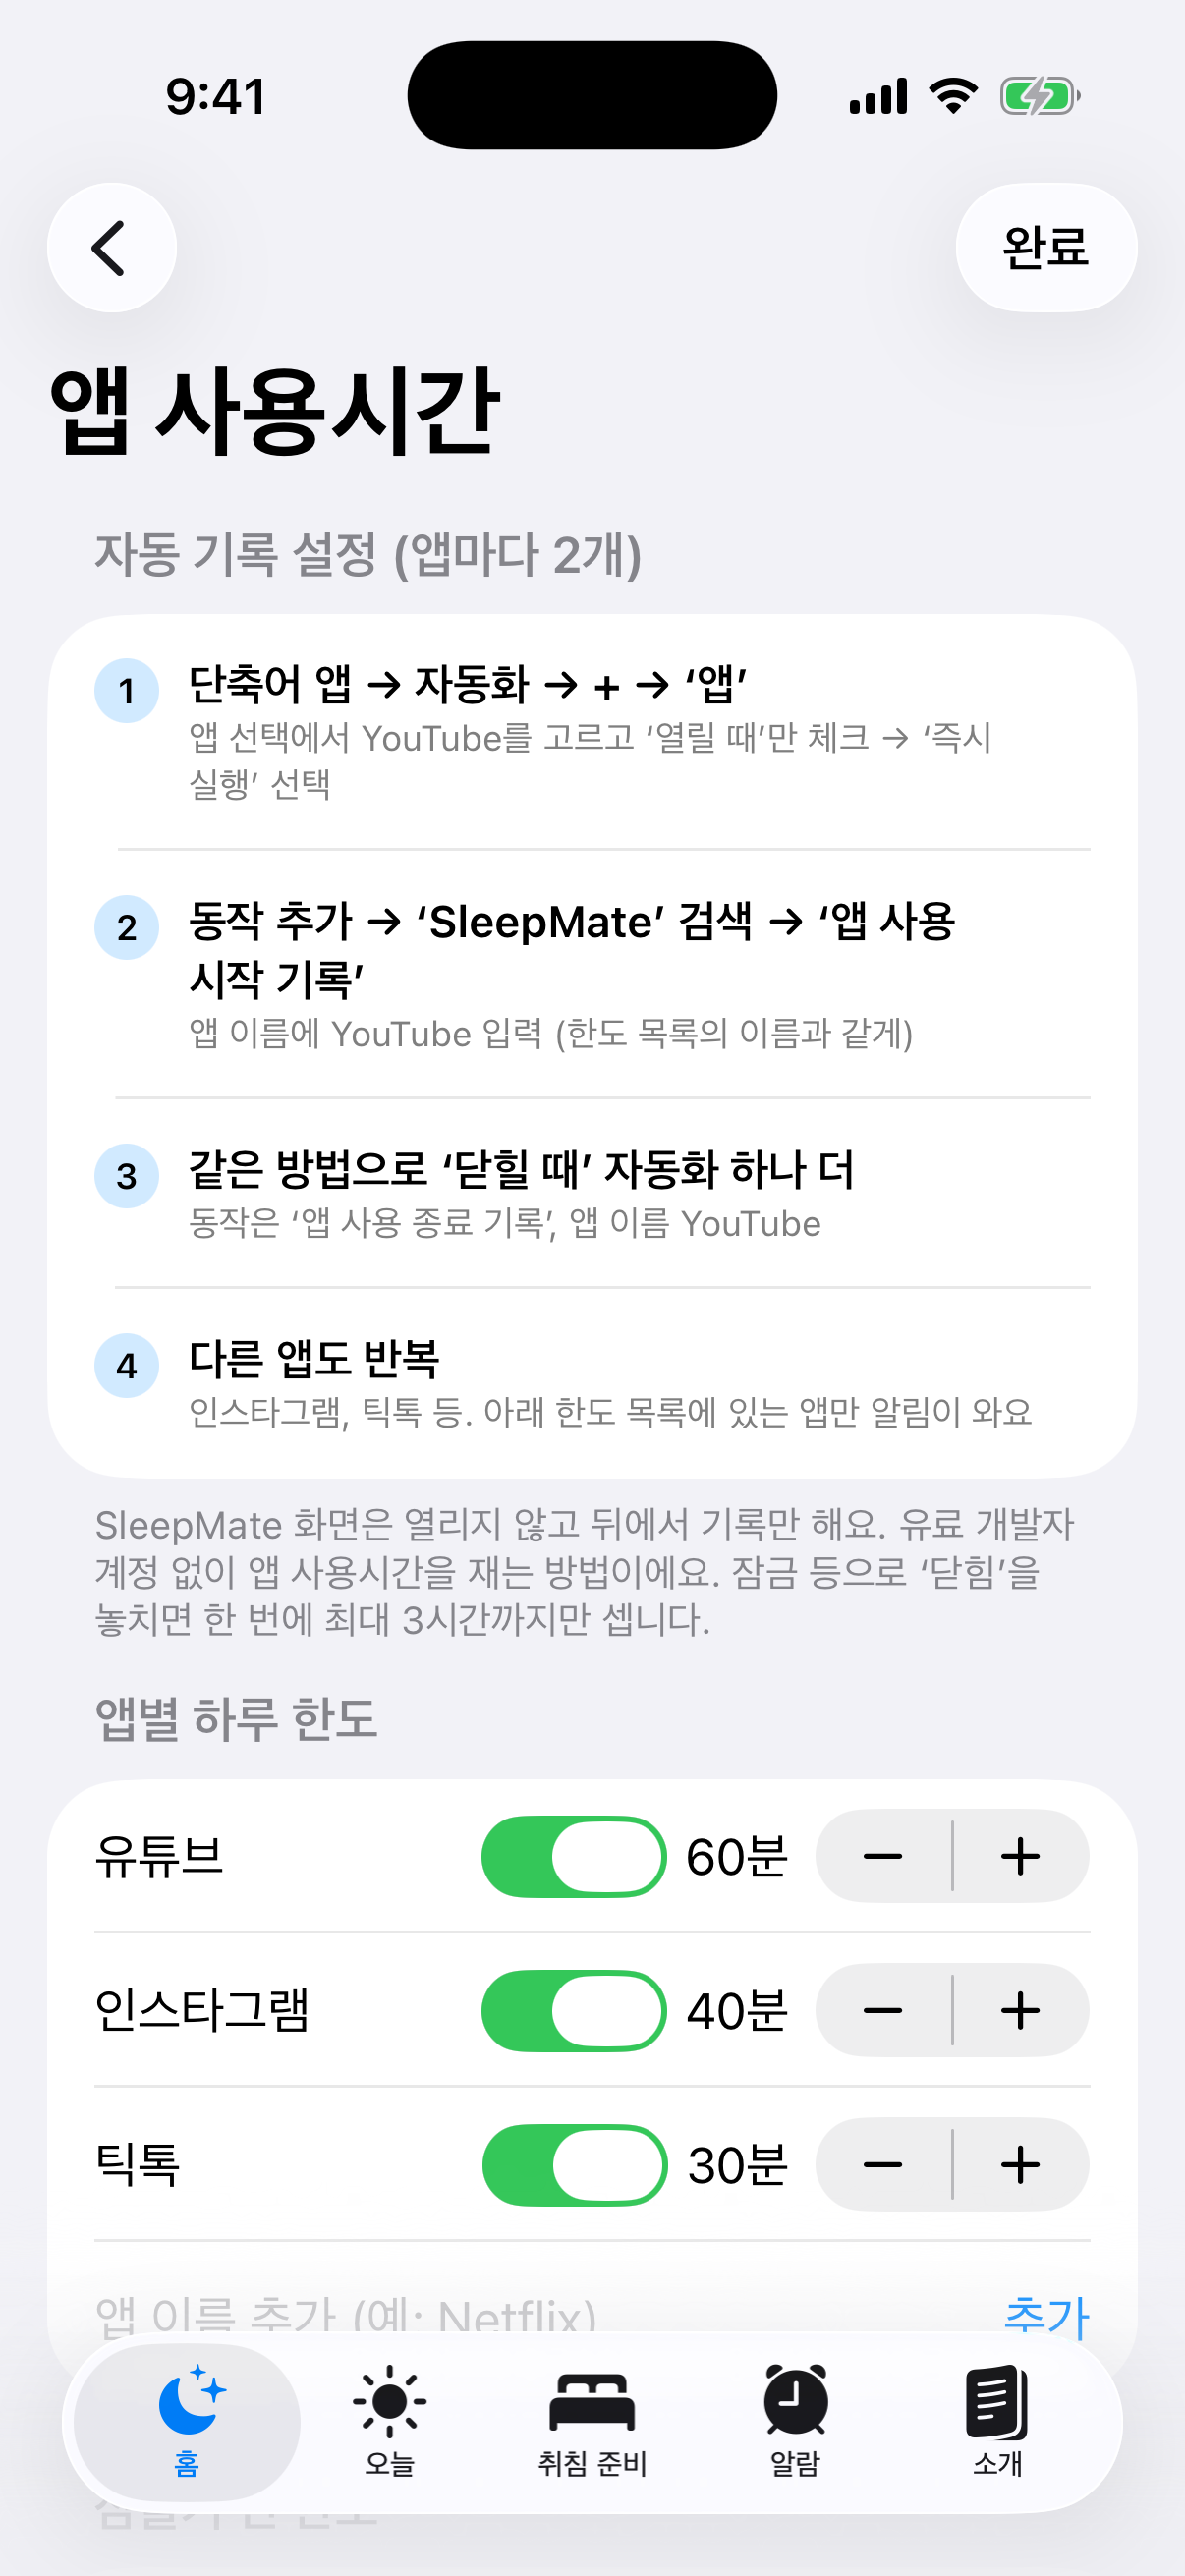 9:41
완료
앱 사용시간
자동 기록 설정 (앱마다 2개)
1
단축어 앱 → 자동화 → + → ‘앱’
앱 선택에서 YouTube를 고르고 ‘열릴 때’만 체크 → ‘즉시
실행’ 선택
2
동작 추가 → ‘SleepMate’ 검색 → ‘앱 사용
시작 기록’
앱 이름에 YouTube 입력 (한도 목록의 이름과 같게)
3
같은 방법으로 ‘닫힐 때’ 자동화 하나 더
동작은 ‘앱 사용 종료 기록’, 앱 이름 YouTube
4
다른 앱도 반복
인스타그램, 틱톡 등. 아래 한도 목록에 있는 앱만 알림이 와요
SleepMate 화면은 열리지 않고 뒤에서 기록만 해요. 유료 개발자
계정 없이 앱 사용시간을 재는 방법이에요. 잠금 등으로 ‘닫힘’을
놓치면 한 번에 최대 3시간까지만 셉니다.
앱별 하루 한도
유튜브 60분 − +
인스타그램 40분 − +
틱톡 30분 − +
앱 이름 추가 (예: Netflix) 추가
홈 오늘 취침 준비 알람 소개